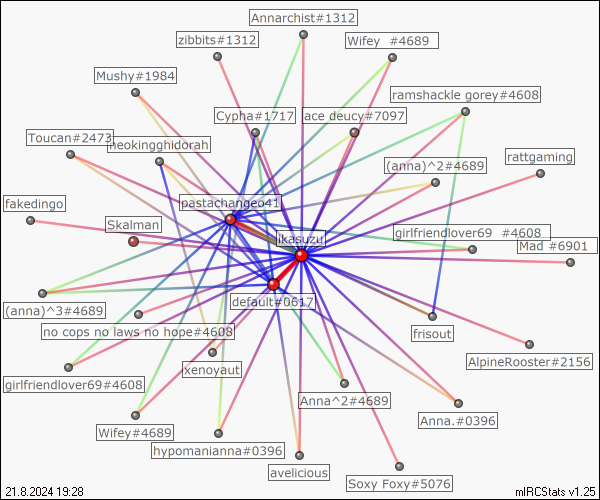 Annarchist#1312
zibbits#1312
Wifey #4689
Mushy#1984
ramshackle gorey#4608
Cypha#1717
ace deucy#7097
Toucan#2473
neokingghidorah
rattgaming
(anna)^2#4689
fakedingo
pastachangeo41
Skalman
ikasuzu
girlfriendlover69 #4608
Mad #6901
default#0617
(anna)^3#4689
no cops no laws no hope#4608
frisout
AlpineRooster#2156
xenoyaut
girlfriendlover69#4608
Anna^2#4689
Anna.#0396
Wifey#4689
hypomanianna#0396
avelicious
Soxy Foxy#5076
21.8.2024 19:28
mIRCStats v1.25